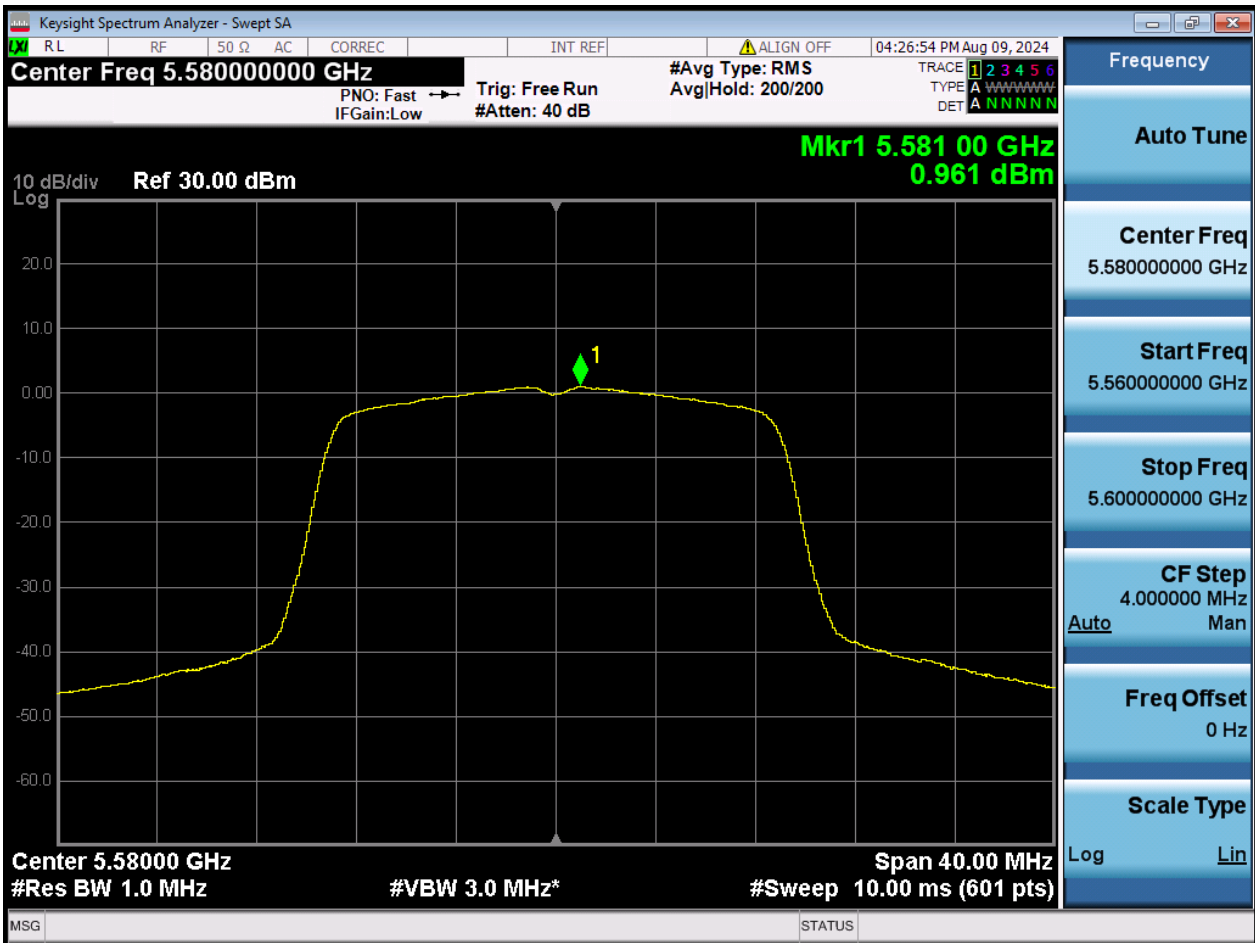 Keysight Spectrum Analyzer - Swept SA
LXI RL RF 50 Ω AC CORREC INT REF ALIGN OFF 04:26:54 PM Aug 09, 2024
Center Freq 5.580000000 GHz
PNO: Fast
IFGain:Low
Trig: Free Run
#Atten: 40 dB
#Avg Type: RMS
Avg|Hold: 200/200
TRACE 1 2 3 4 5 6
TYPE A WWWWW
DET A N N N N N
Mkr1 5.581 00 GHz
0.961 dBm
10 dB/div Ref 30.00 dBm
Log
20.0
10.0
0.00
-10.0
-20.0
-30.0
-40.0
-50.0
-60.0
1
Center 5.58000 GHz Span 40.00 MHz
#Res BW 1.0 MHz #VBW 3.0 MHz* #Sweep 10.00 ms (601 pts)
MSG STATUS
Frequency
Auto Tune
Center Freq
5.580000000 GHz
Start Freq
5.560000000 GHz
Stop Freq
5.600000000 GHz
CF Step
4.000000 MHz
Auto Man
Freq Offset
0 Hz
Scale Type
Log Lin